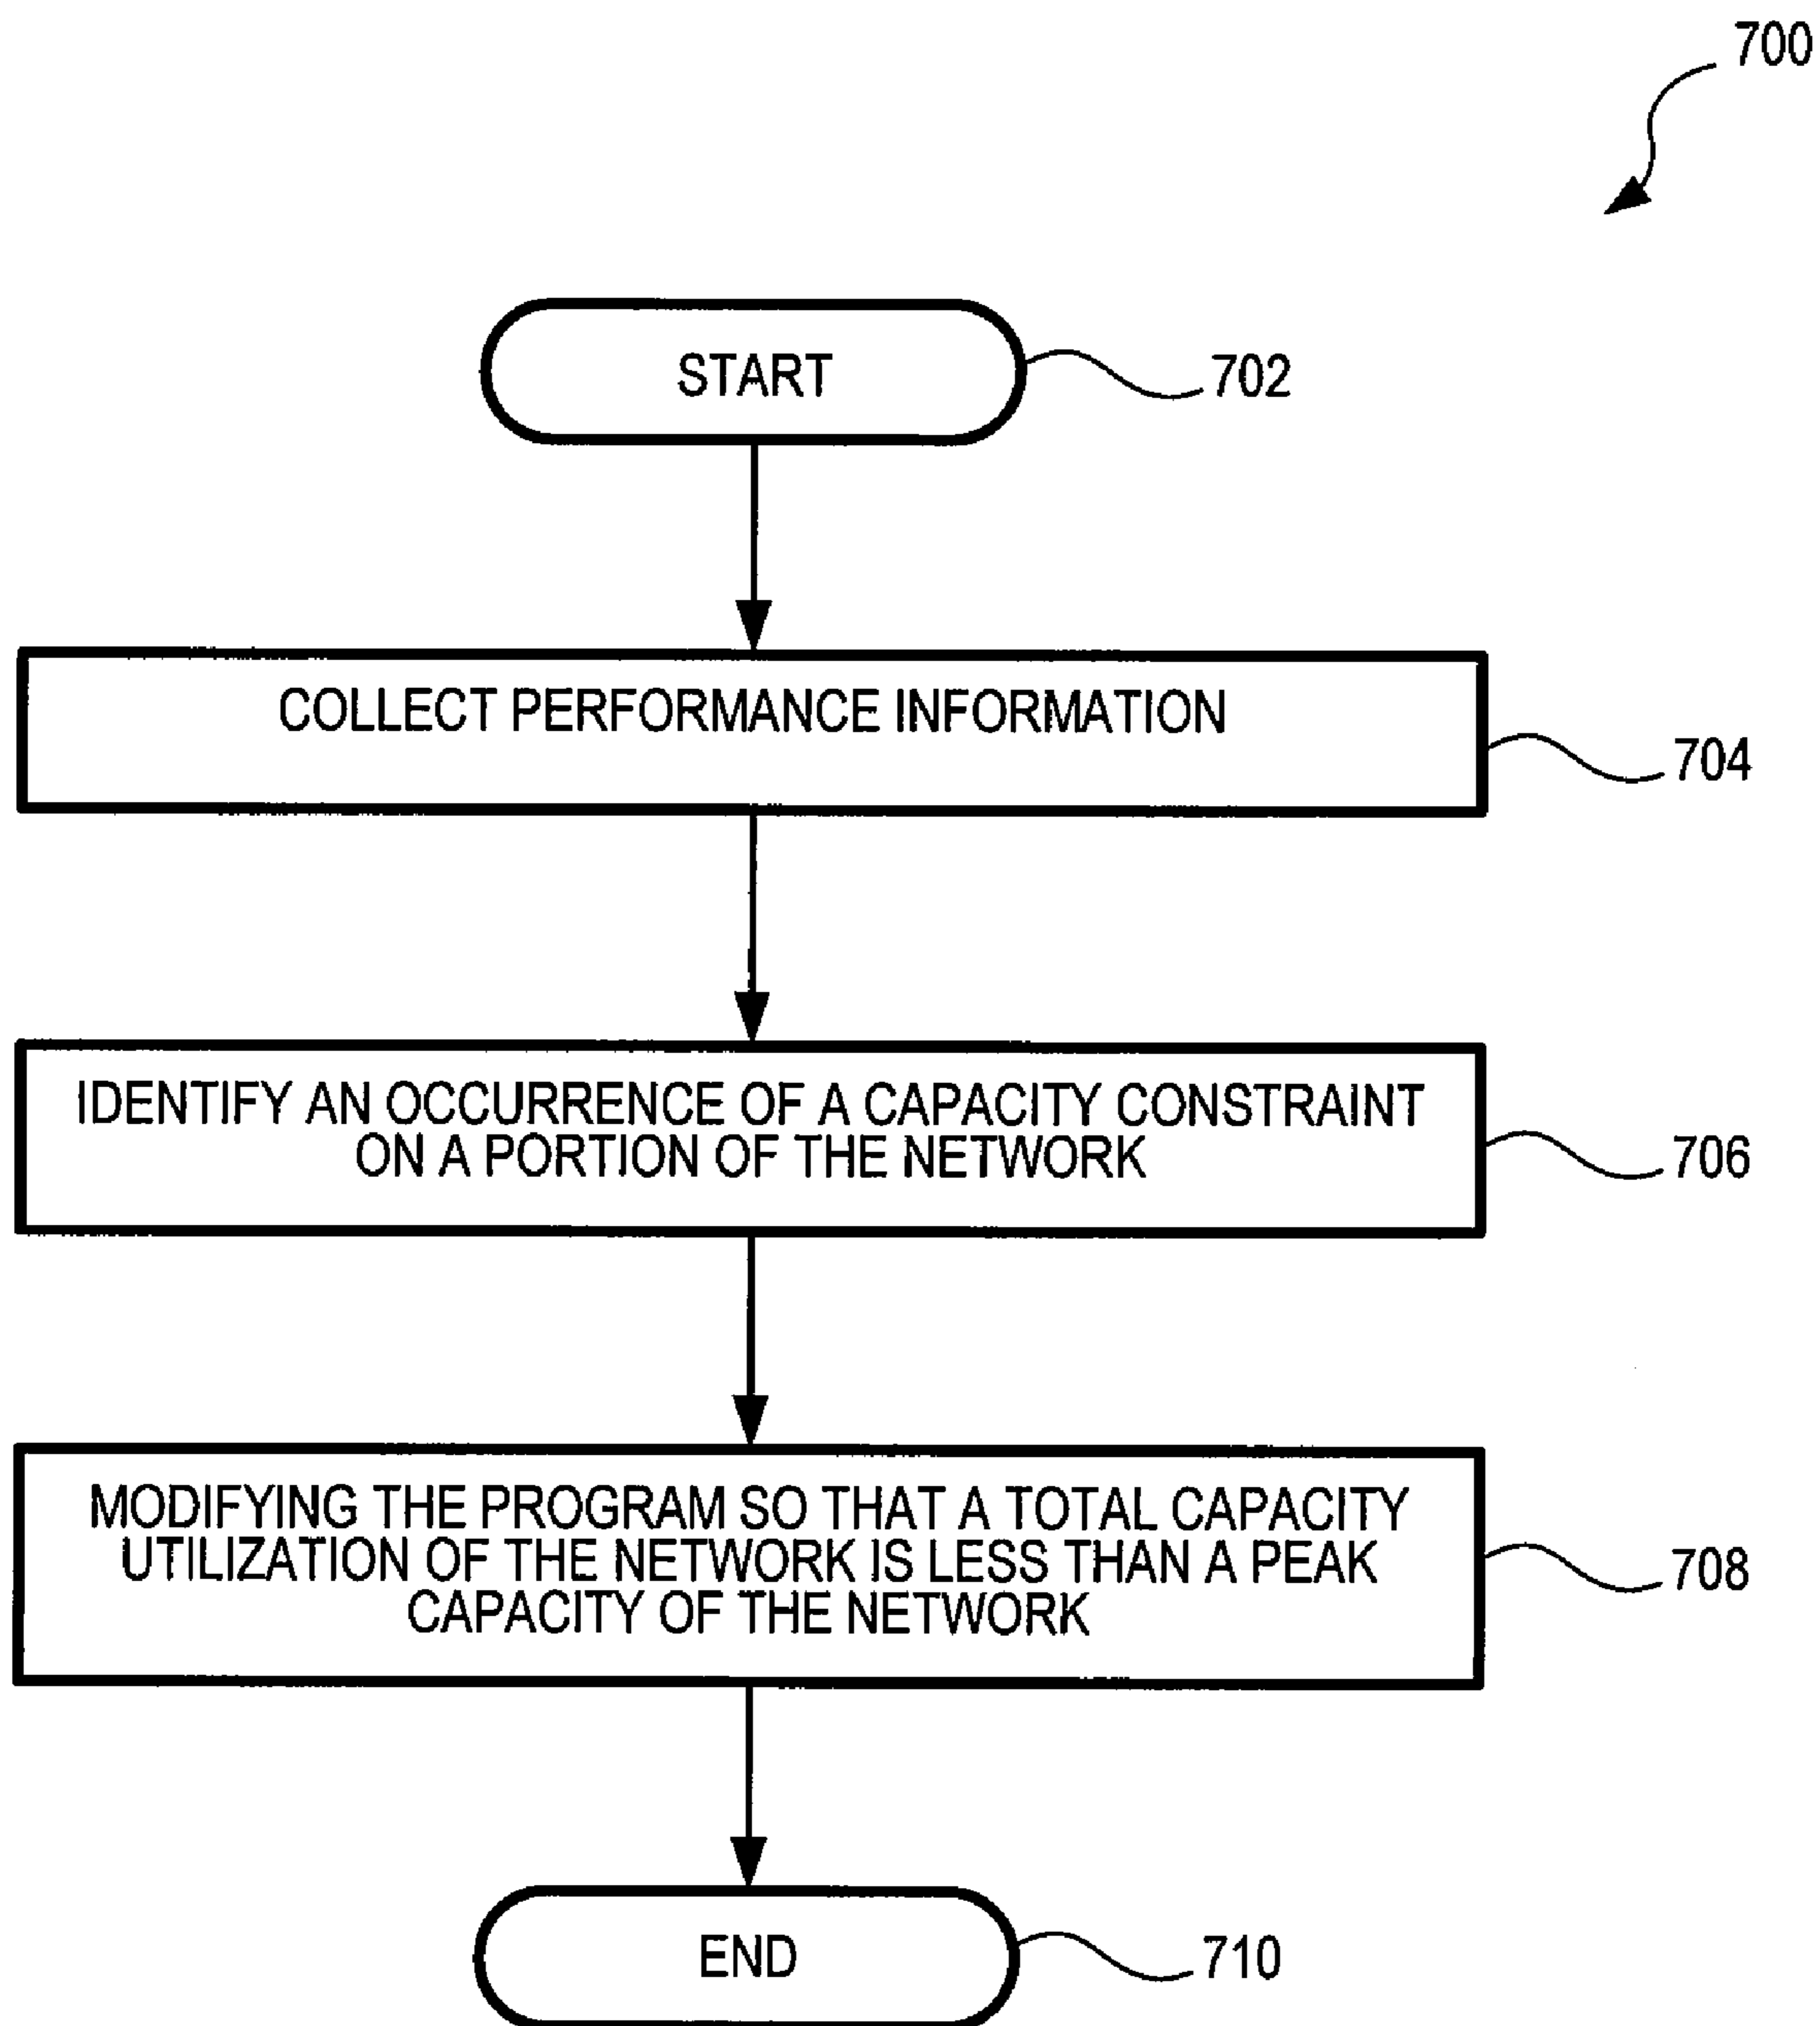 700
START
702
COLLECT PERFORMANCE INFORMATION
704
IDENTIFY AN OCCURRENCE OF A CAPACITY CONSTRAINT
ON A PORTION OF THE NETWORK
706
MODIFYING THE PROGRAM SO THAT A TOTAL CAPACITY
UTILIZATION OF THE NETWORK IS LESS THAN A PEAK
CAPACITY OF THE NETWORK
708
END
710